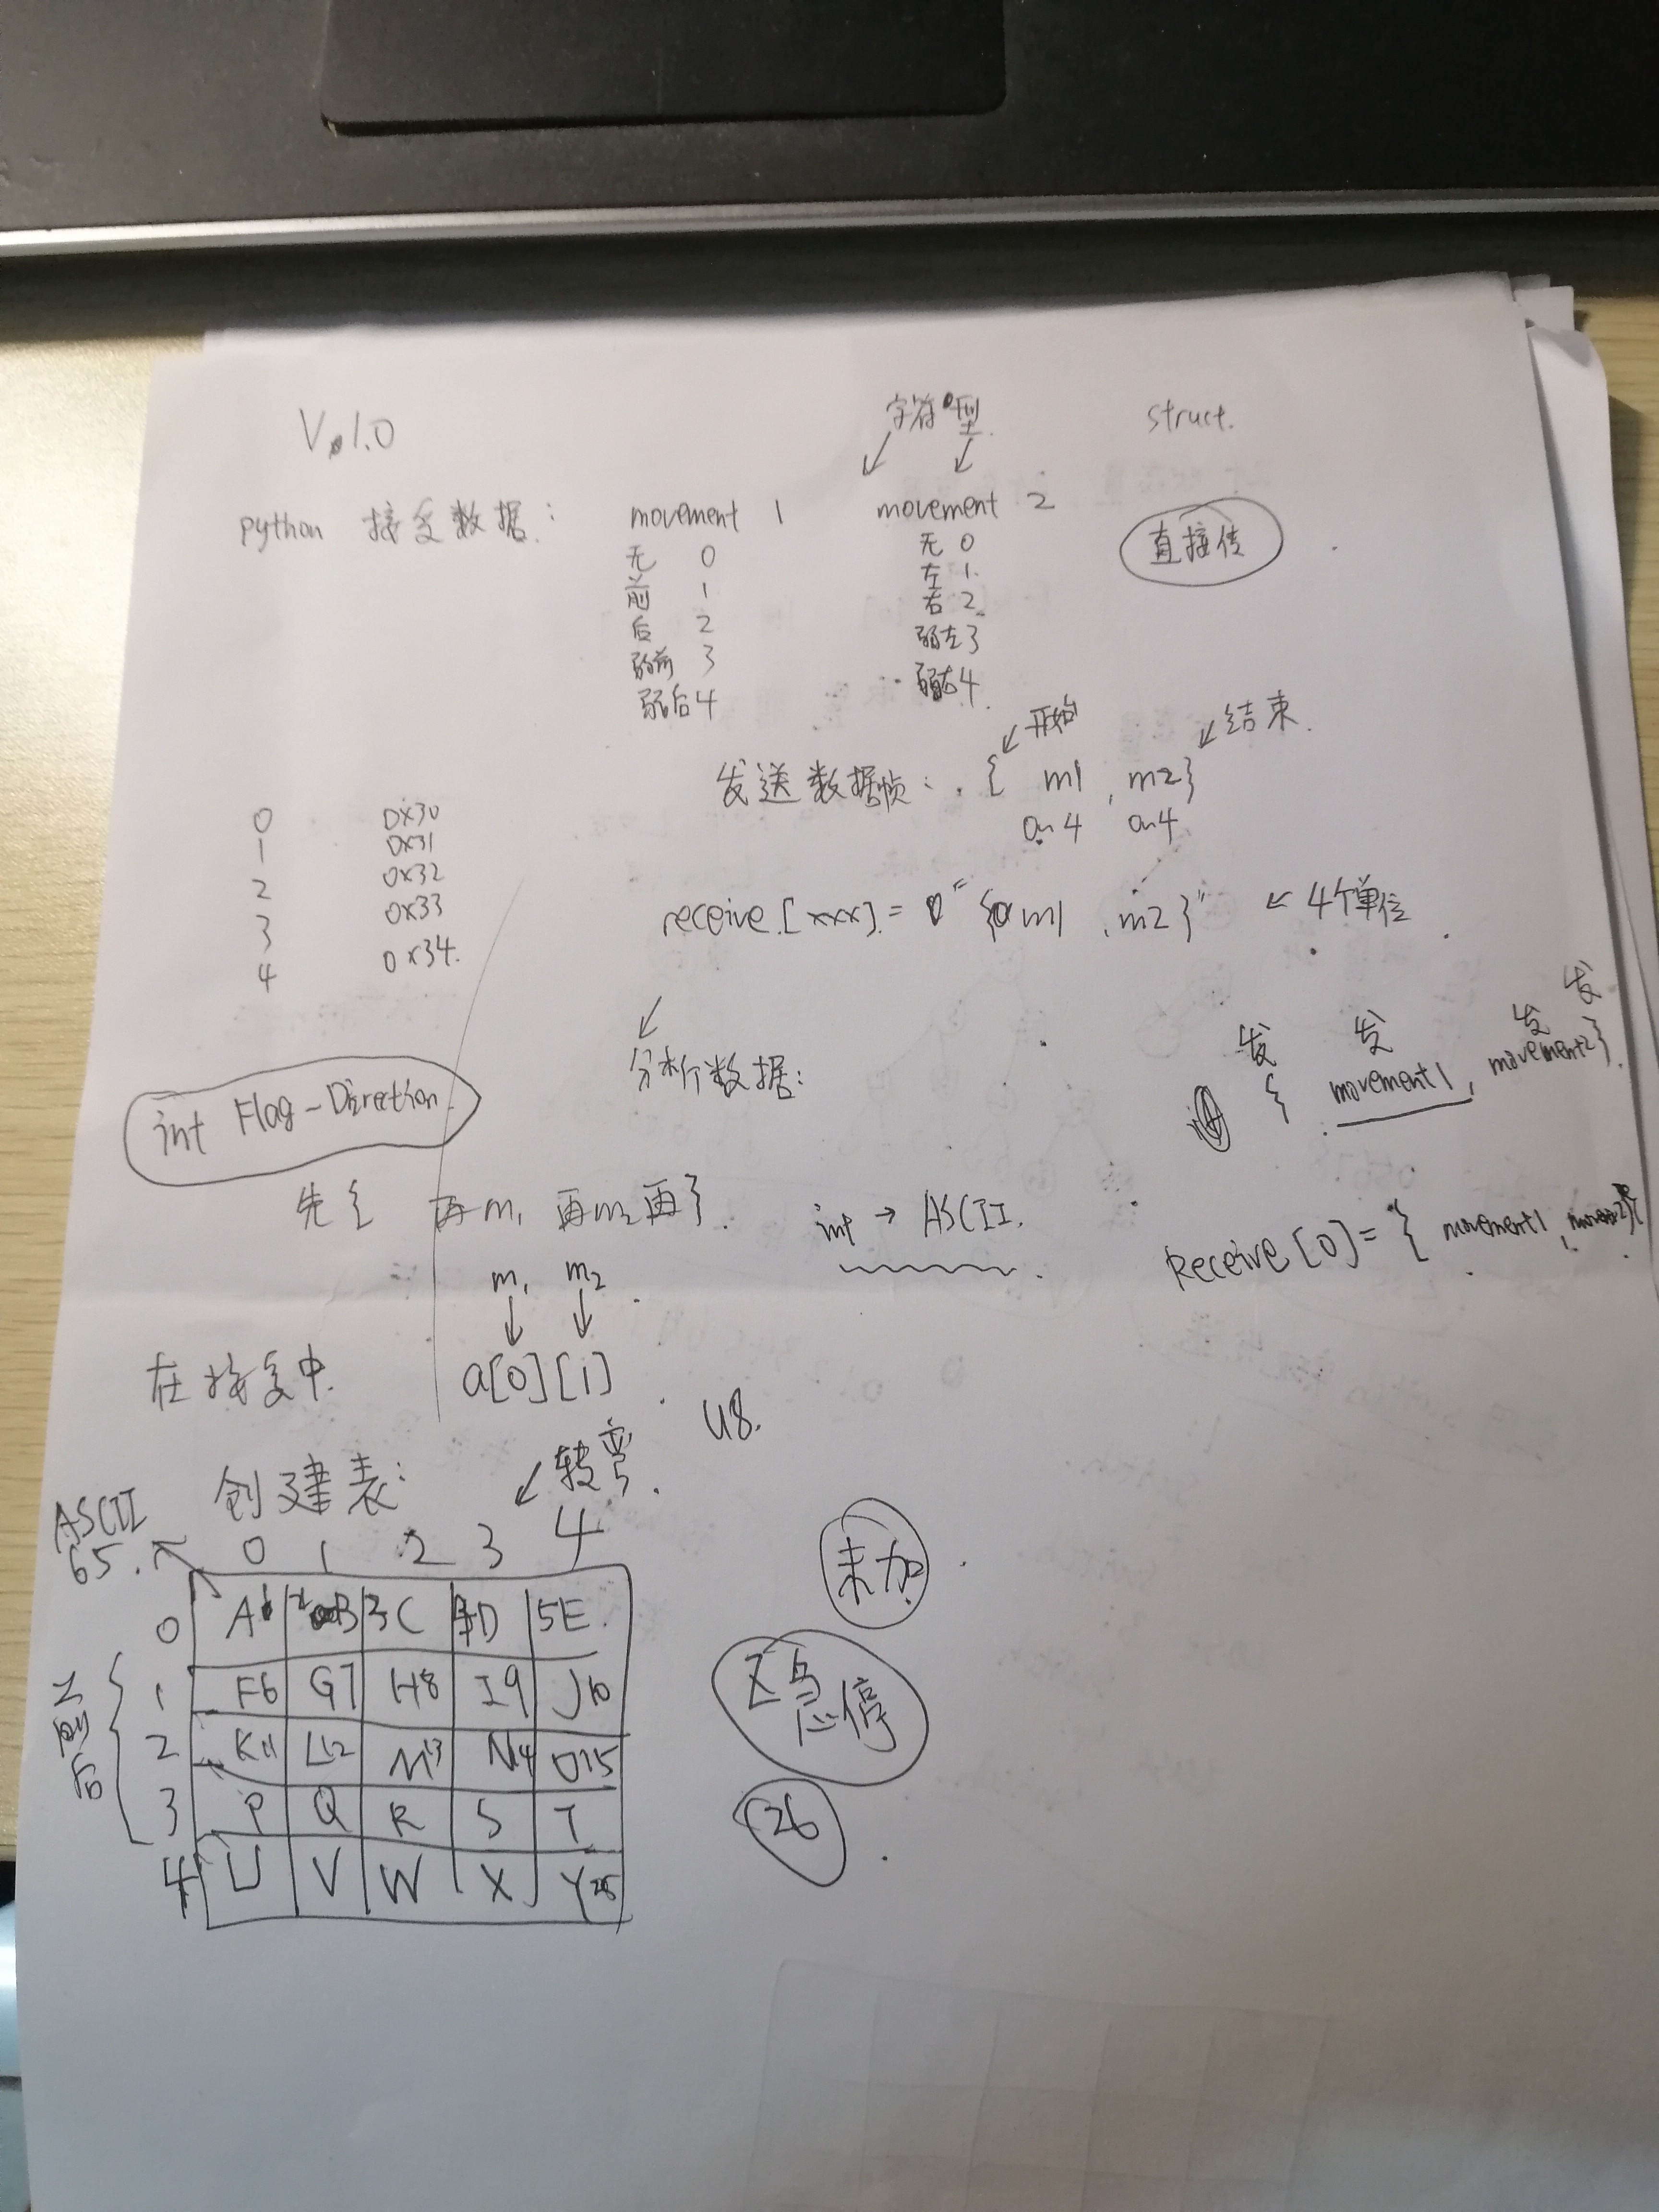 V 1.0
字符型
struct.
python 接受数据:
movement 1
movement 2
直接传
无 0
前 1
后 2
弱前 3
弱后 4
无 0
左 1
右 2
弱左 3
弱右 4
发送数据帧: { m1 , m2}
开始
结束
0~4 0~4
0 0x30
1 0x31
2 0x32
3 0x33
4 0x34
receive[xxx] = "{ m1 , m2}" ← 4个单位
分析数据:
发 发 发 发
{ movement1 , movement2}
int Flag-Direction
先{ 再m1 再m2 再}
int → ASCII.
Receive[0]= { movement1 ,
m1 m2
在接受中 a[0][i]
U8.
创建表: 转弯
ASCII
65.
0 1 2 3 4
0 A B C D 5E
1 F6 G7 H8 I9 J10
2 K11 L12 M13 N14 O15
3 P Q R S T
4 U V W X Y25
前后
未加
Z 急停
26